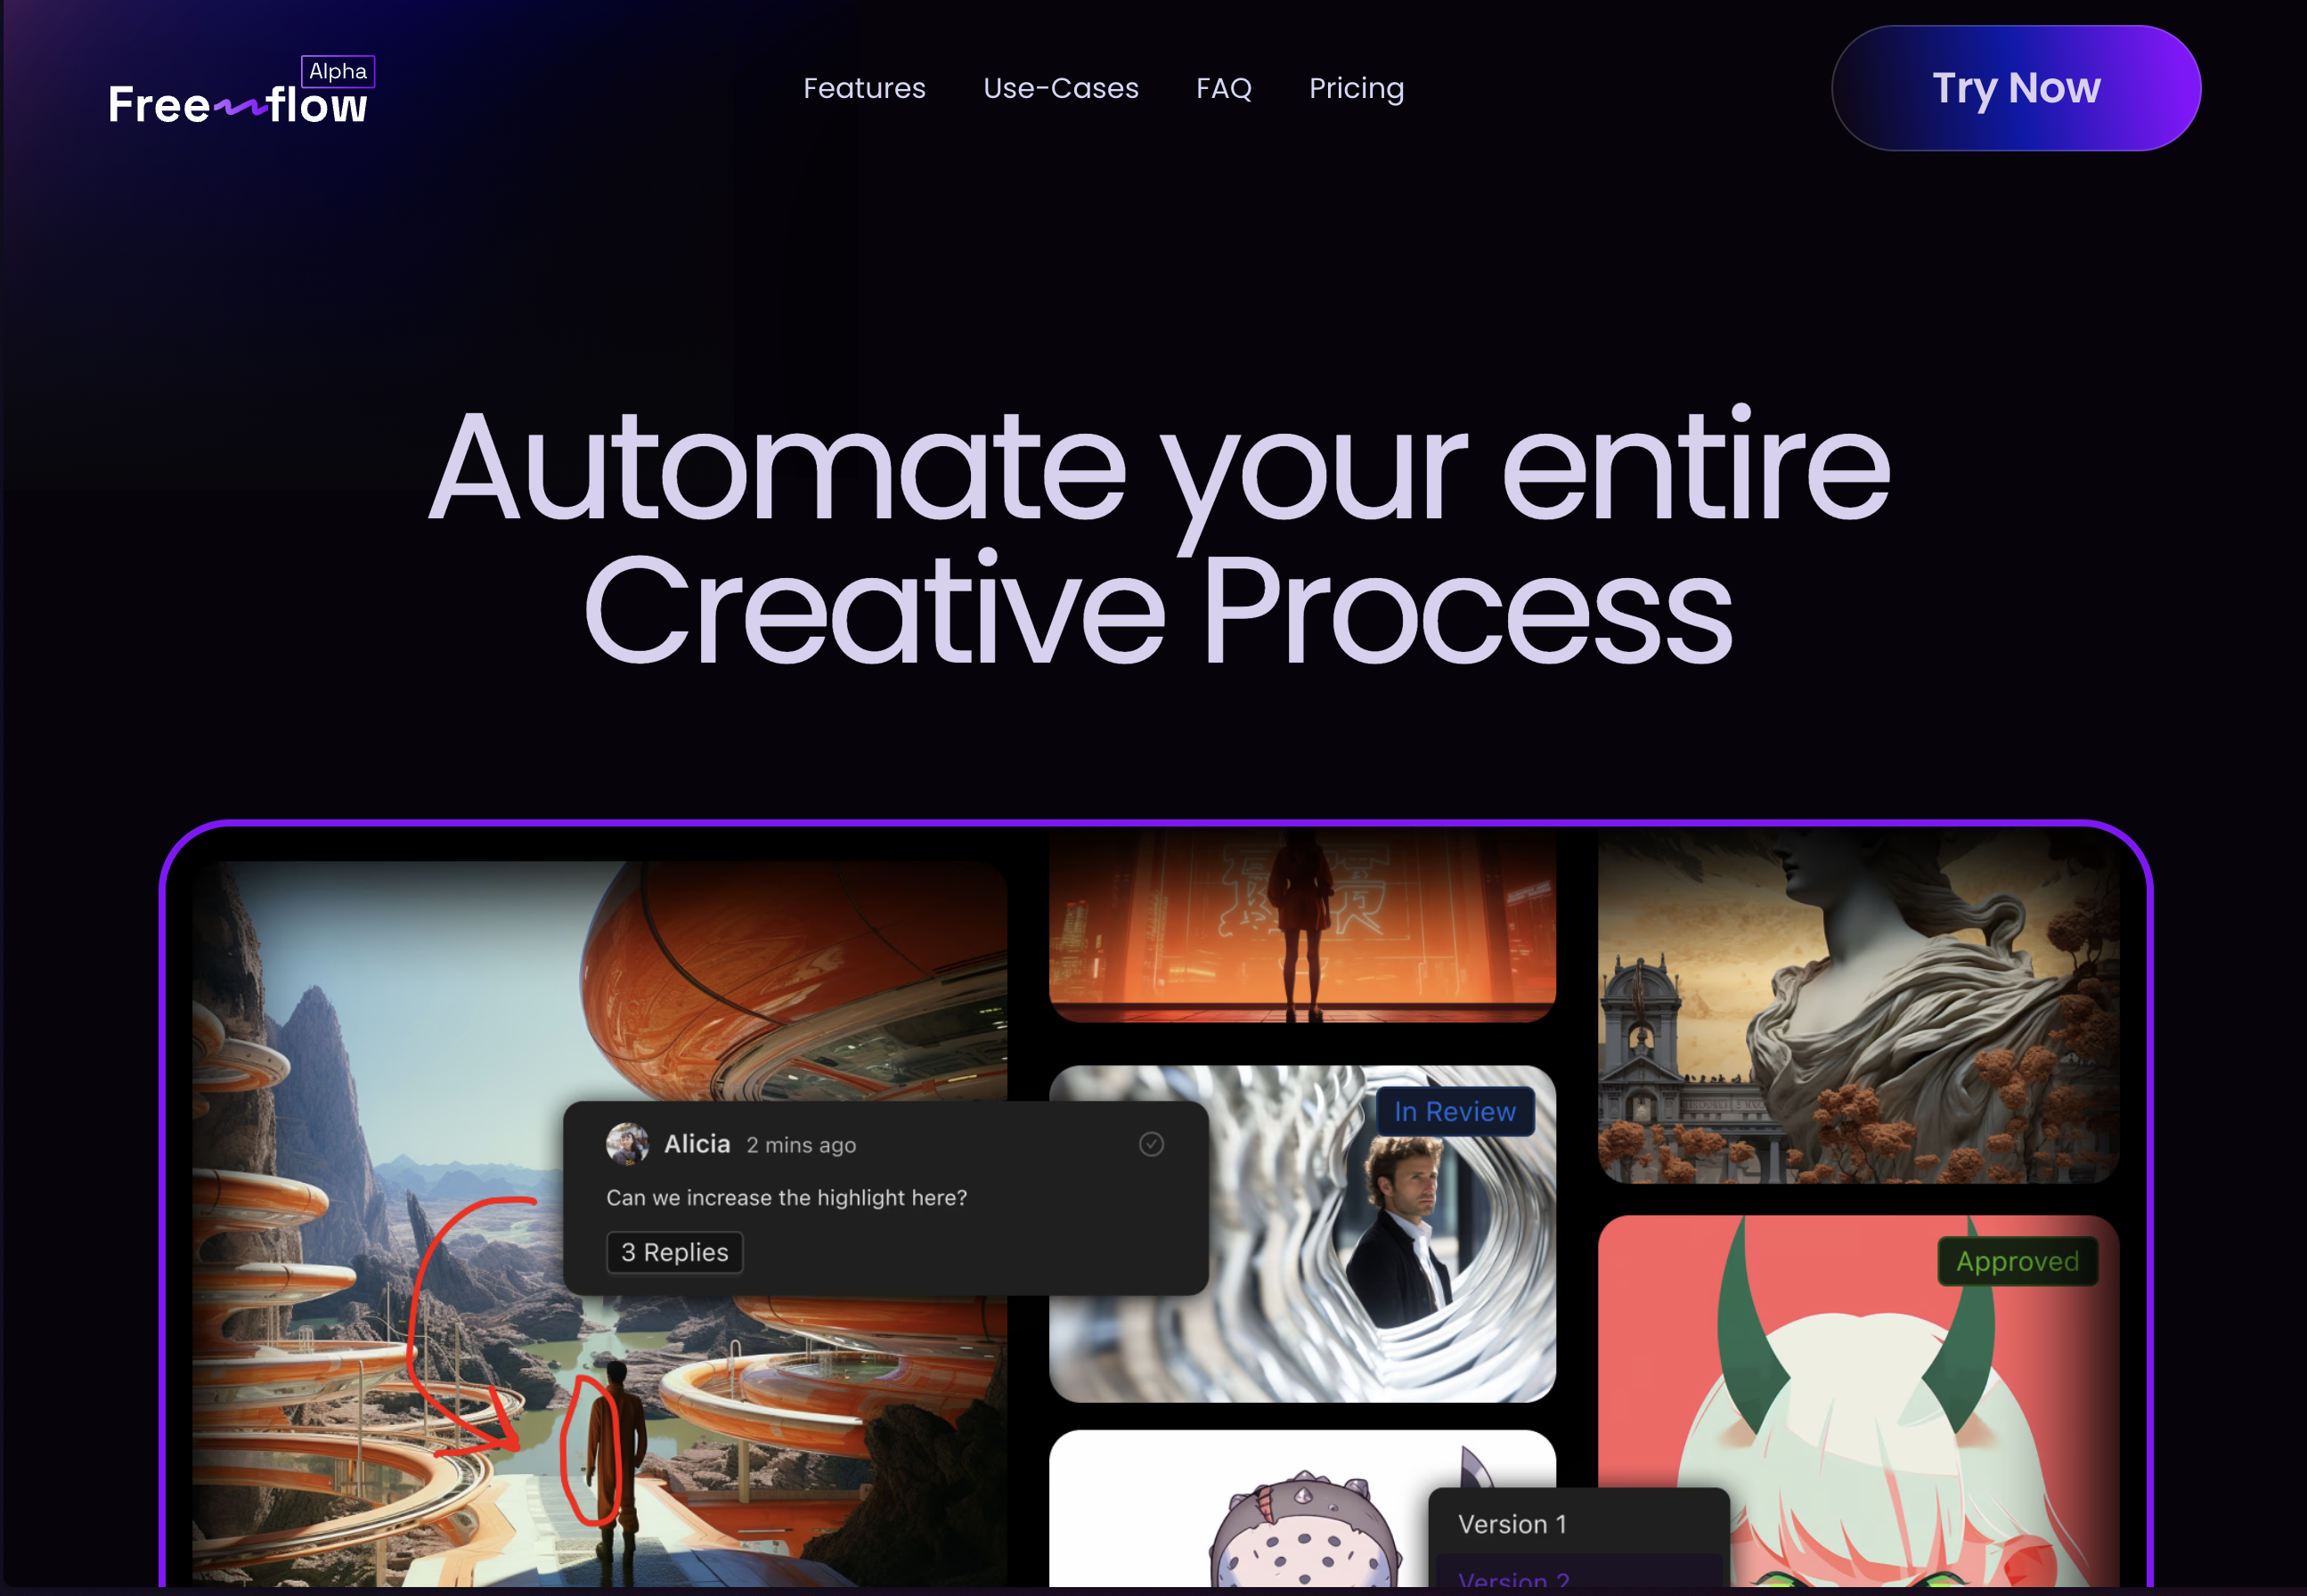 Alpha
Freeflow
Features Use-Cases FAQ Pricing
Try Now
Automate your entire
Creative Process
Alicia 2 mins ago
Can we increase the highlight here?
3 Replies
In Review
Approved
Version 1
Version 2